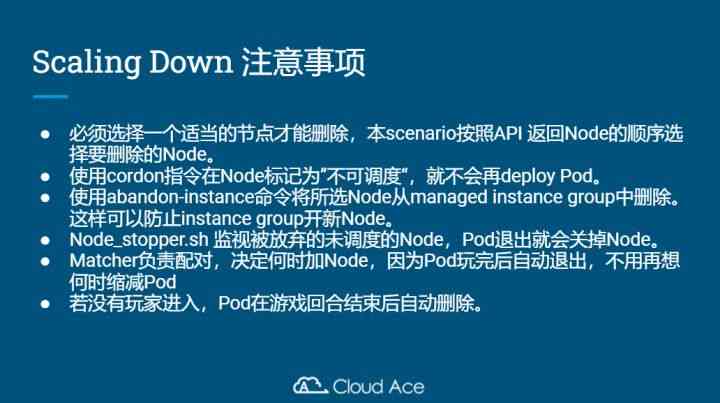 Scaling Down 注意事项
● 必须选择一个适当的节点才能删除，本scenario按照API 返回Node的顺序选
择要删除的Node。
● 使用cordon指令在Node标记为”不可调度“，就不会再deploy Pod。
● 使用abandon-instance命令将所选Node从managed instance group中删除。
这样可以防止instance group开新Node。
● Node_stopper.sh 监视被放弃的未调度的Node，Pod退出就会关掉Node。
● Matcher负责配对，决定何时加Node，因为Pod玩完后自动退出，不用再想
何时缩减Pod
● 若没有玩家进入，Pod在游戏回合结束后自动删除。
Cloud Ace